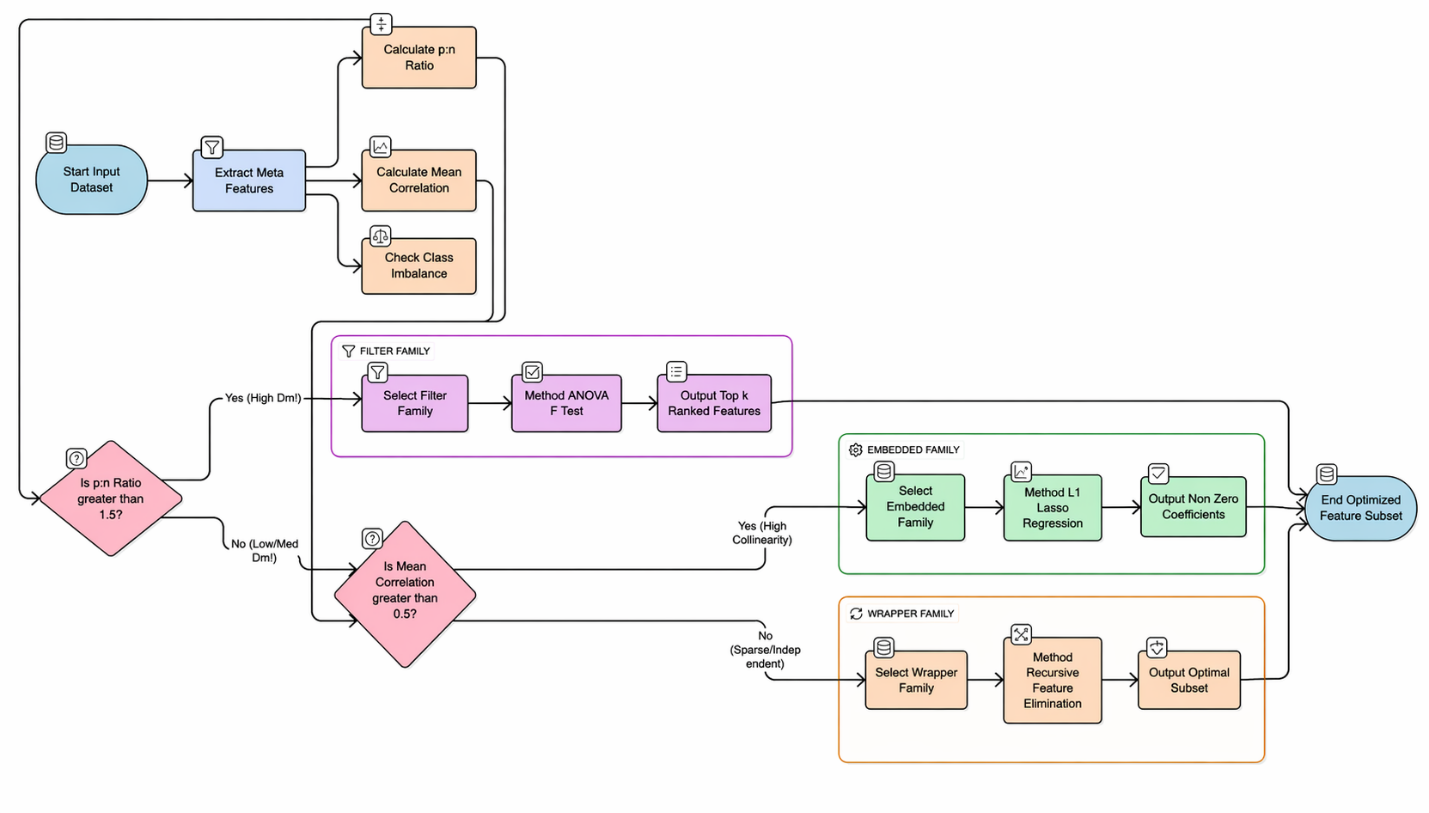 Calculate p:n
Ratio
Start Input
Dataset
Extract Meta
Features
Calculate Mean
Correlation
Check Class
Imbalance
FILTER FAMILY
Select Filter
Family
Method ANOVA
F Test
Output Top k
Ranked Features
Yes (High Dm!)
Is p:n Ratio
greater than
1.5?
No (Low/Med
Dm!)
Is Mean
Correlation
greater than
0.5?
Yes (High
Collinearity)
EMBEDDED FAMILY
Select
Embedded
Family
Method L1
Lasso
Regression
Output Non Zero
Coefficients
End Optimized
Feature Subset
No
(Sparse/Indep
endent)
WRAPPER FAMILY
Select Wrapper
Family
Method
Recursive
Feature
Elimination
Output Optimal
Subset